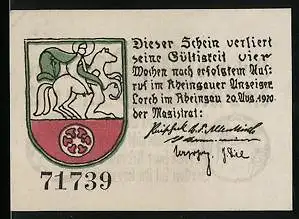 Dieser Schein verliert
seine Gültigkeit vier
Wochen nach erfolgtem Auf=
ruf im Rheingauer Anzeiger
Lorch im Rheingau 20. Aug. 1920.
der Magistrat:
71739